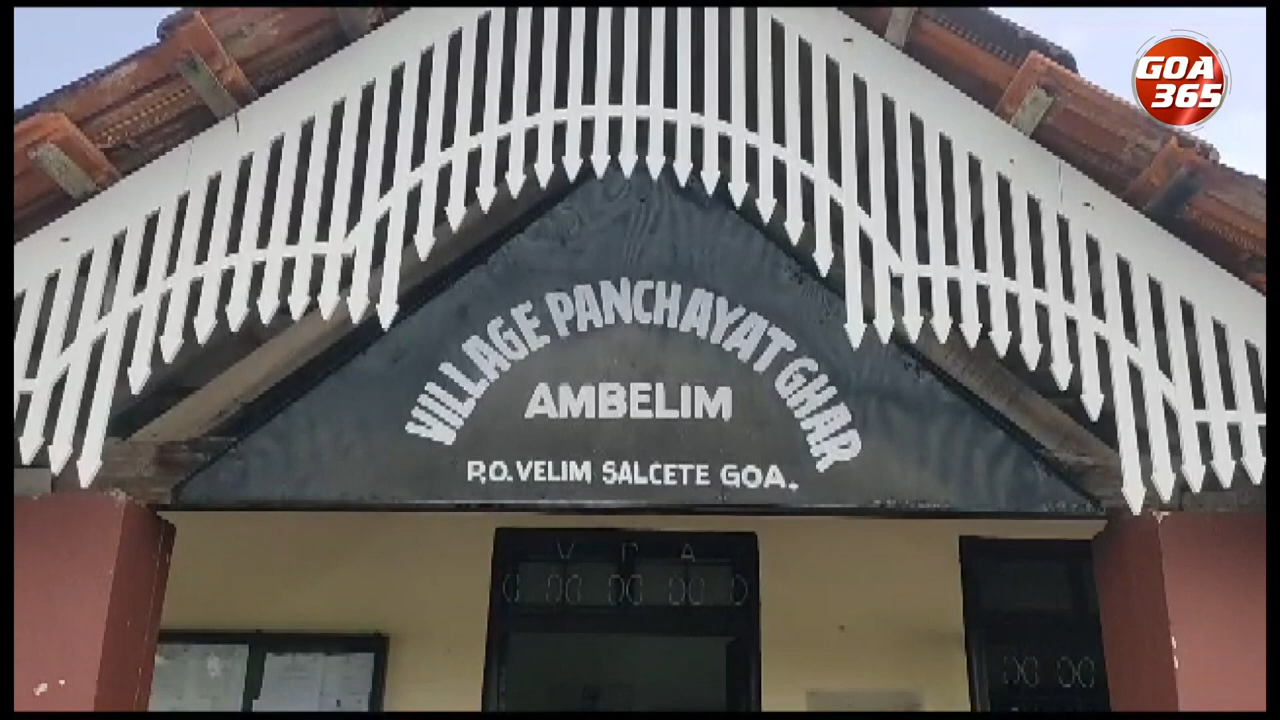 GOA
365
VILLAGE PANCHAYAT GHAR
AMBELIM
P.O. VELIM SALCETE GOA.
V P A